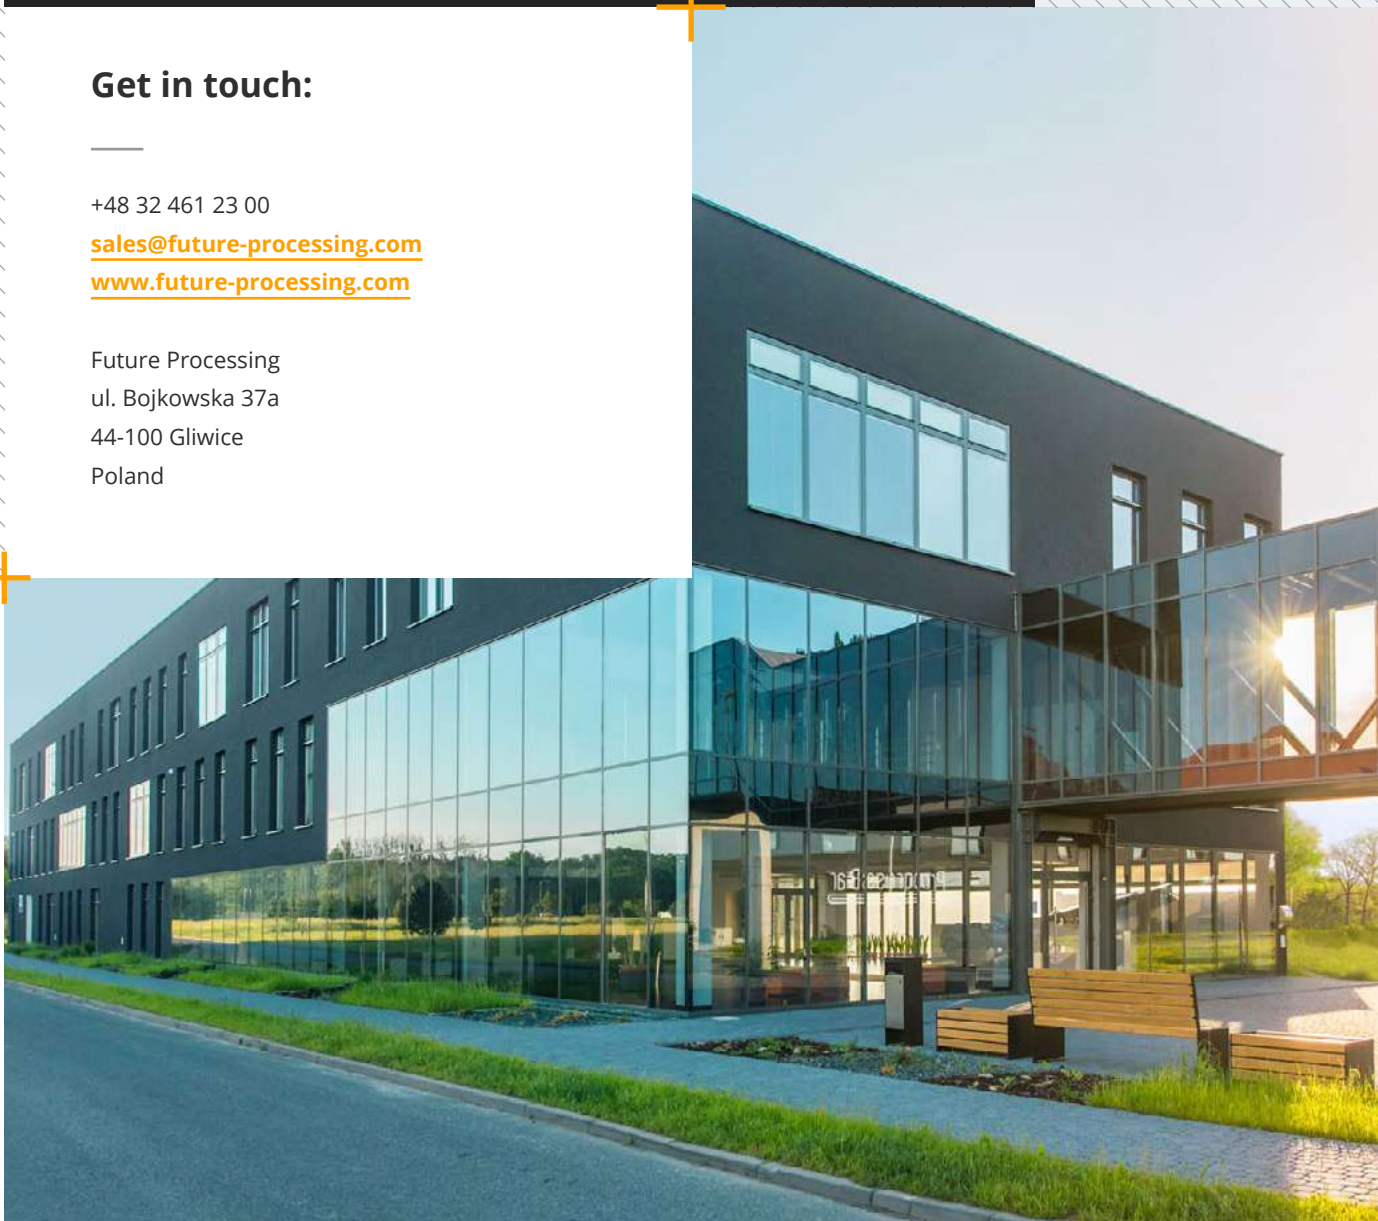 Get in touch:
+48 32 461 23 00
sales@future-processing.com
www.future-processing.com
Future Processing
ul. Bojkowska 37a
44-100 Gliwice
Poland